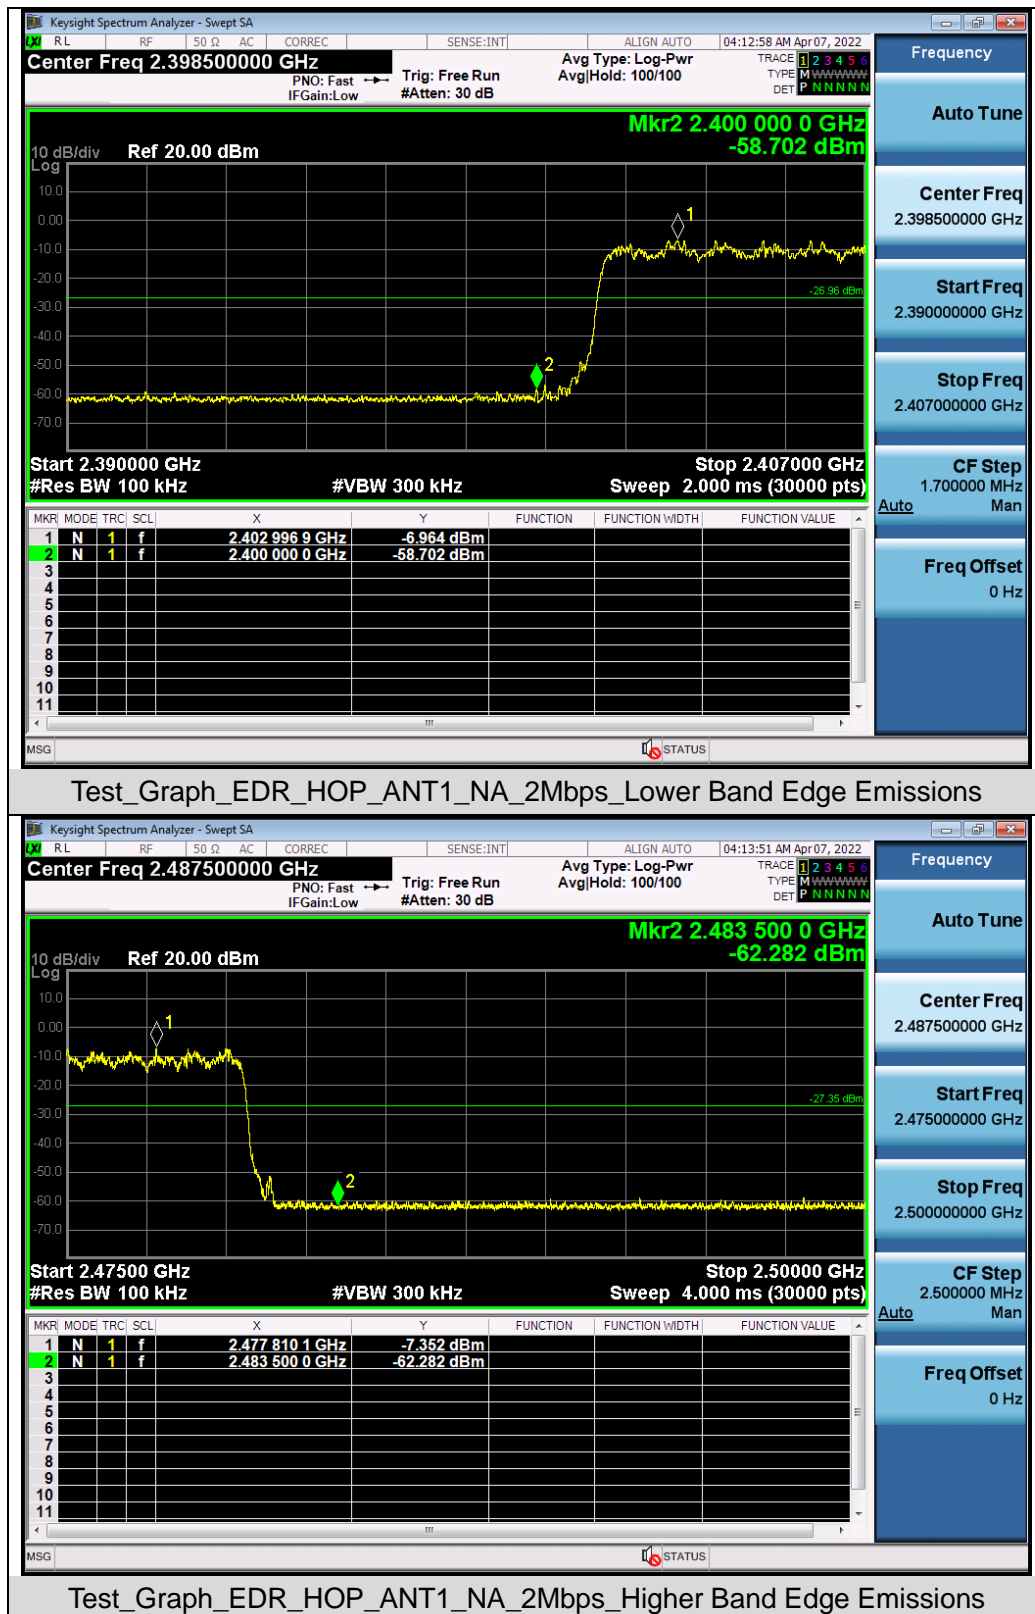 Keysight Spectrum Analyzer - Swept SA
LXI RL RF 50 Ω AC CORREC SENSE:INT ALIGN AUTO 04:12:58 AM Apr 07, 2022
Center Freq 2.398500000 GHz
PNO: Fast
IFGain:Low
Trig: Free Run
#Atten: 30 dB
Avg Type: Log-Pwr
Avg|Hold: 100/100
TRACE 1 2 3 4 5 6
TYPE M WWWWW
DET P N N N N N
Mkr2 2.400 000 0 GHz
-58.702 dBm
10 dB/div Ref 20.00 dBm
Log
10.0
0.00
-10.0
-20.0
-30.0
-40.0
-50.0
-60.0
-70.0
1
-26.96 dBm
2
Start 2.390000 GHz Stop 2.407000 GHz
#Res BW 100 kHz #VBW 300 kHz Sweep 2.000 ms (30000 pts)
MKR MODE TRC SCL X Y FUNCTION FUNCTION WIDTH FUNCTION VALUE
1 N 1 f 2.402 996 9 GHz -6.964 dBm
2 N 1 f 2.400 000 0 GHz -58.702 dBm
3
4
5
6
7
8
9
10
11
MSG STATUS
Frequency
Auto Tune
Center Freq
2.398500000 GHz
Start Freq
2.390000000 GHz
Stop Freq
2.407000000 GHz
CF Step
1.700000 MHz
Auto Man
Freq Offset
0 Hz
Test_Graph_EDR_HOP_ANT1_NA_2Mbps_Lower Band Edge Emissions
Keysight Spectrum Analyzer - Swept SA
LXI RL RF 50 Ω AC CORREC SENSE:INT ALIGN AUTO 04:13:51 AM Apr 07, 2022
Center Freq 2.487500000 GHz
PNO: Fast
IFGain:Low
Trig: Free Run
#Atten: 30 dB
Avg Type: Log-Pwr
Avg|Hold: 100/100
TRACE 1 2 3 4 5 6
TYPE M WWWWW
DET P N N N N N
Mkr2 2.483 500 0 GHz
-62.282 dBm
10 dB/div Ref 20.00 dBm
Log
10.0
0.00
-10.0
-20.0
-30.0
-40.0
-50.0
-60.0
-70.0
1
-27.35 dBm
2
Start 2.47500 GHz Stop 2.50000 GHz
#Res BW 100 kHz #VBW 300 kHz Sweep 4.000 ms (30000 pts)
MKR MODE TRC SCL X Y FUNCTION FUNCTION WIDTH FUNCTION VALUE
1 N 1 f 2.477 810 1 GHz -7.352 dBm
2 N 1 f 2.483 500 0 GHz -62.282 dBm
3
4
5
6
7
8
9
10
11
MSG STATUS
Frequency
Auto Tune
Center Freq
2.487500000 GHz
Start Freq
2.475000000 GHz
Stop Freq
2.500000000 GHz
CF Step
2.500000 MHz
Auto Man
Freq Offset
0 Hz
Test_Graph_EDR_HOP_ANT1_NA_2Mbps_Higher Band Edge Emissions